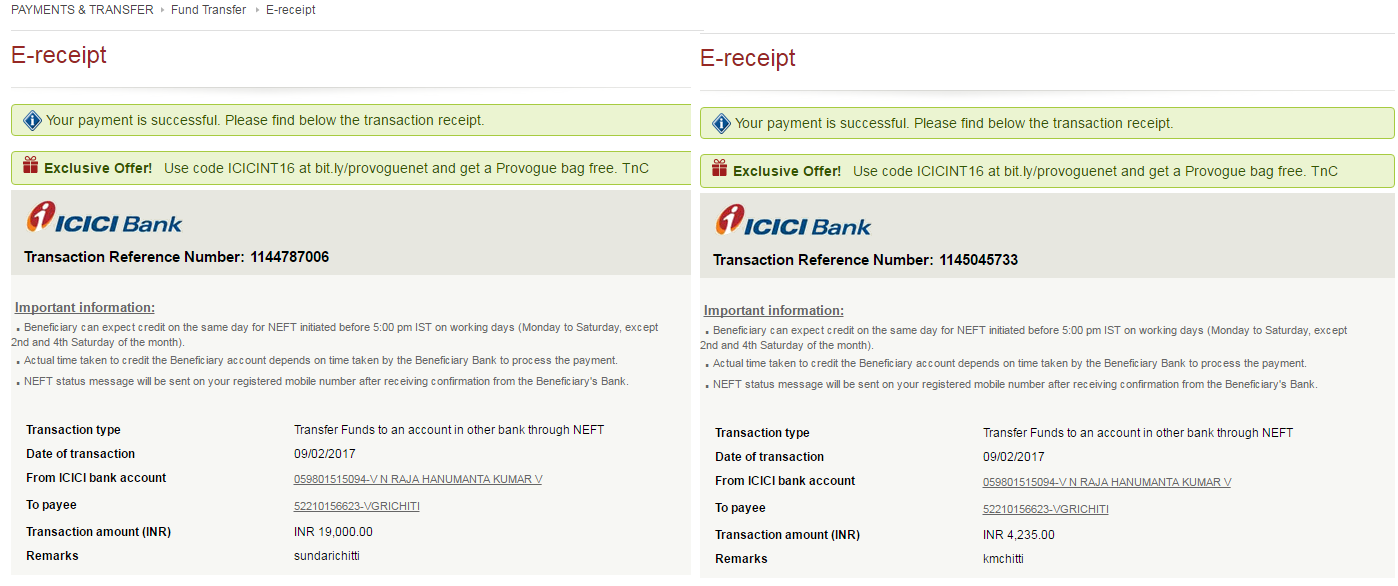 PAYMENTS & TRANSFER ▸ Fund Transfer ▸ E-receipt
E-receipt
Your payment is successful. Please find below the transaction receipt.
Exclusive Offer! Use code ICICINT16 at bit.ly/provoguenet and get a Provogue bag free. TnC
ICICI Bank
Transaction Reference Number: 1144787006
Important information:
▪ Beneficiary can expect credit on the same day for NEFT initiated before 5:00 pm IST on working days (Monday to Saturday, except
2nd and 4th Saturday of the month).
▪ Actual time taken to credit the Beneficiary account depends on time taken by the Beneficiary Bank to process the payment.
▪ NEFT status message will be sent on your registered mobile number after receiving confirmation from the Beneficiary's Bank.
Transaction type Transfer Funds to an account in other bank through NEFT
Date of transaction 09/02/2017
From ICICI bank account 059801515094-V N RAJA HANUMANTA KUMAR V
To payee 52210156623-VGRICHITI
Transaction amount (INR) INR 19,000.00
Remarks sundarichitti
E-receipt
Your payment is successful. Please find below the transaction receipt.
Exclusive Offer! Use code ICICINT16 at bit.ly/provoguenet and get a Provogue bag free. TnC
ICICI Bank
Transaction Reference Number: 1145045733
Important information:
▪ Beneficiary can expect credit on the same day for NEFT initiated before 5:00 pm IST on working days (Monday to Saturday, except
2nd and 4th Saturday of the month).
▪ Actual time taken to credit the Beneficiary account depends on time taken by the Beneficiary Bank to process the payment.
▪ NEFT status message will be sent on your registered mobile number after receiving confirmation from the Beneficiary's Bank.
Transaction type Transfer Funds to an account in other bank through NEFT
Date of transaction 09/02/2017
From ICICI bank account 059801515094-V N RAJA HANUMANTA KUMAR V
To payee 52210156623-VGRICHITI
Transaction amount (INR) INR 4,235.00
Remarks kmchitti